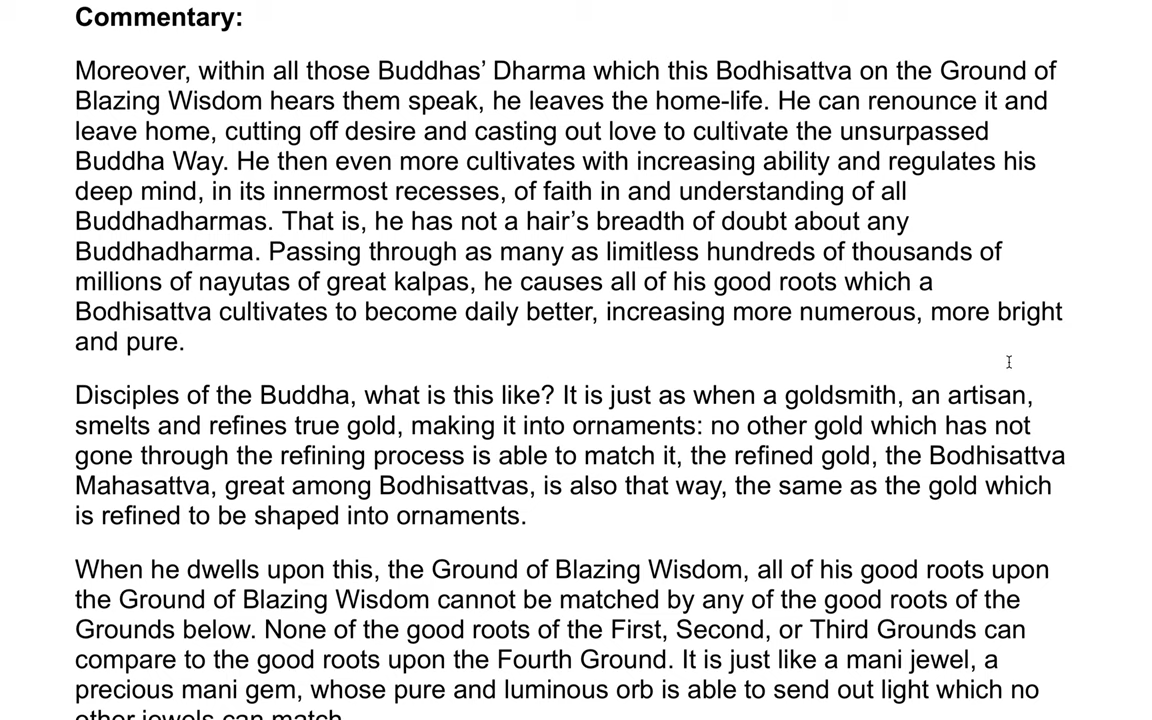 Commentary:
Moreover, within all those Buddhas’ Dharma which this Bodhisattva on the Ground of
Blazing Wisdom hears them speak, he leaves the home-life. He can renounce it and
leave home, cutting off desire and casting out love to cultivate the unsurpassed
Buddha Way. He then even more cultivates with increasing ability and regulates his
deep mind, in its innermost recesses, of faith in and understanding of all
Buddhadharmas. That is, he has not a hair’s breadth of doubt about any
Buddhadharma. Passing through as many as limitless hundreds of thousands of
millions of nayutas of great kalpas, he causes all of his good roots which a
Bodhisattva cultivates to become daily better, increasing more numerous, more bright
and pure.
Disciples of the Buddha, what is this like? It is just as when a goldsmith, an artisan,
smelts and refines true gold, making it into ornaments: no other gold which has not
gone through the refining process is able to match it, the refined gold, the Bodhisattva
Mahasattva, great among Bodhisattvas, is also that way, the same as the gold which
is refined to be shaped into ornaments.
When he dwells upon this, the Ground of Blazing Wisdom, all of his good roots upon
the Ground of Blazing Wisdom cannot be matched by any of the good roots of the
Grounds below. None of the good roots of the First, Second, or Third Grounds can
compare to the good roots upon the Fourth Ground. It is just like a mani jewel, a
precious mani gem, whose pure and luminous orb is able to send out light which no
other jewels can match.